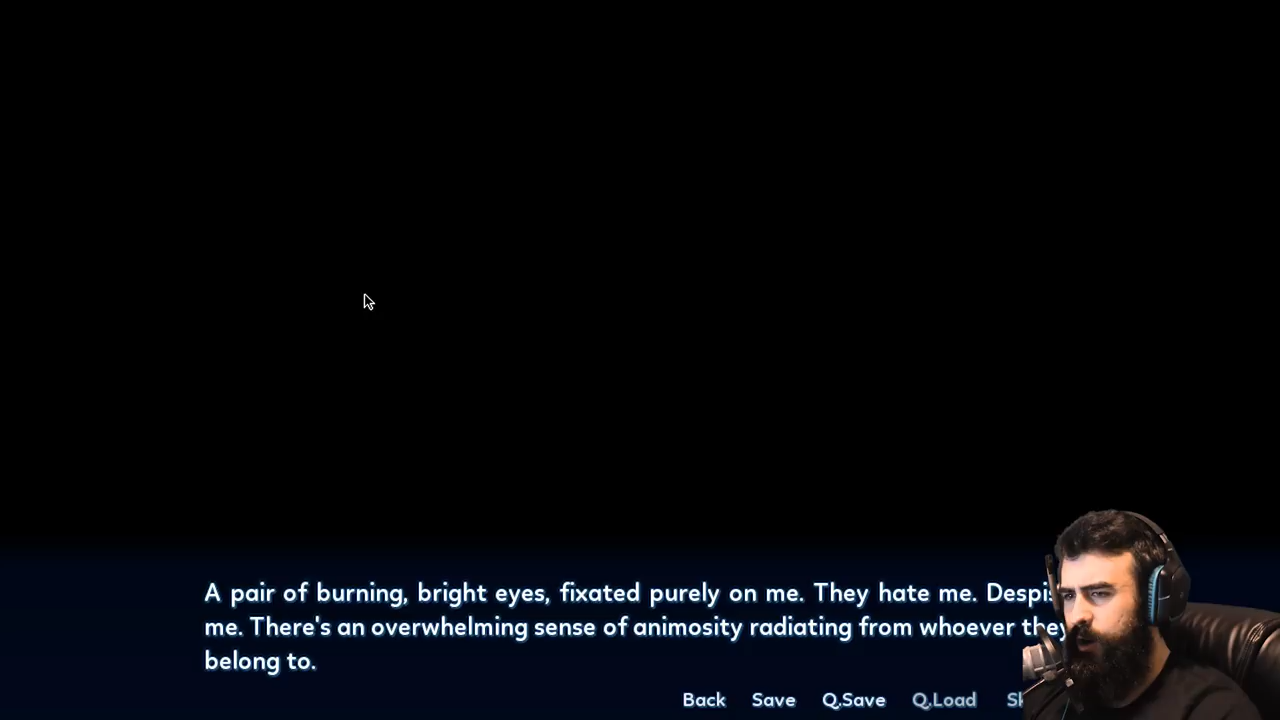 A pair of burning, bright eyes, fixated purely on me. They hate me.
me. There's an overwhelming sense of animosity radiating from whoever they
belong to.
Back Save Q.Save Q.Load